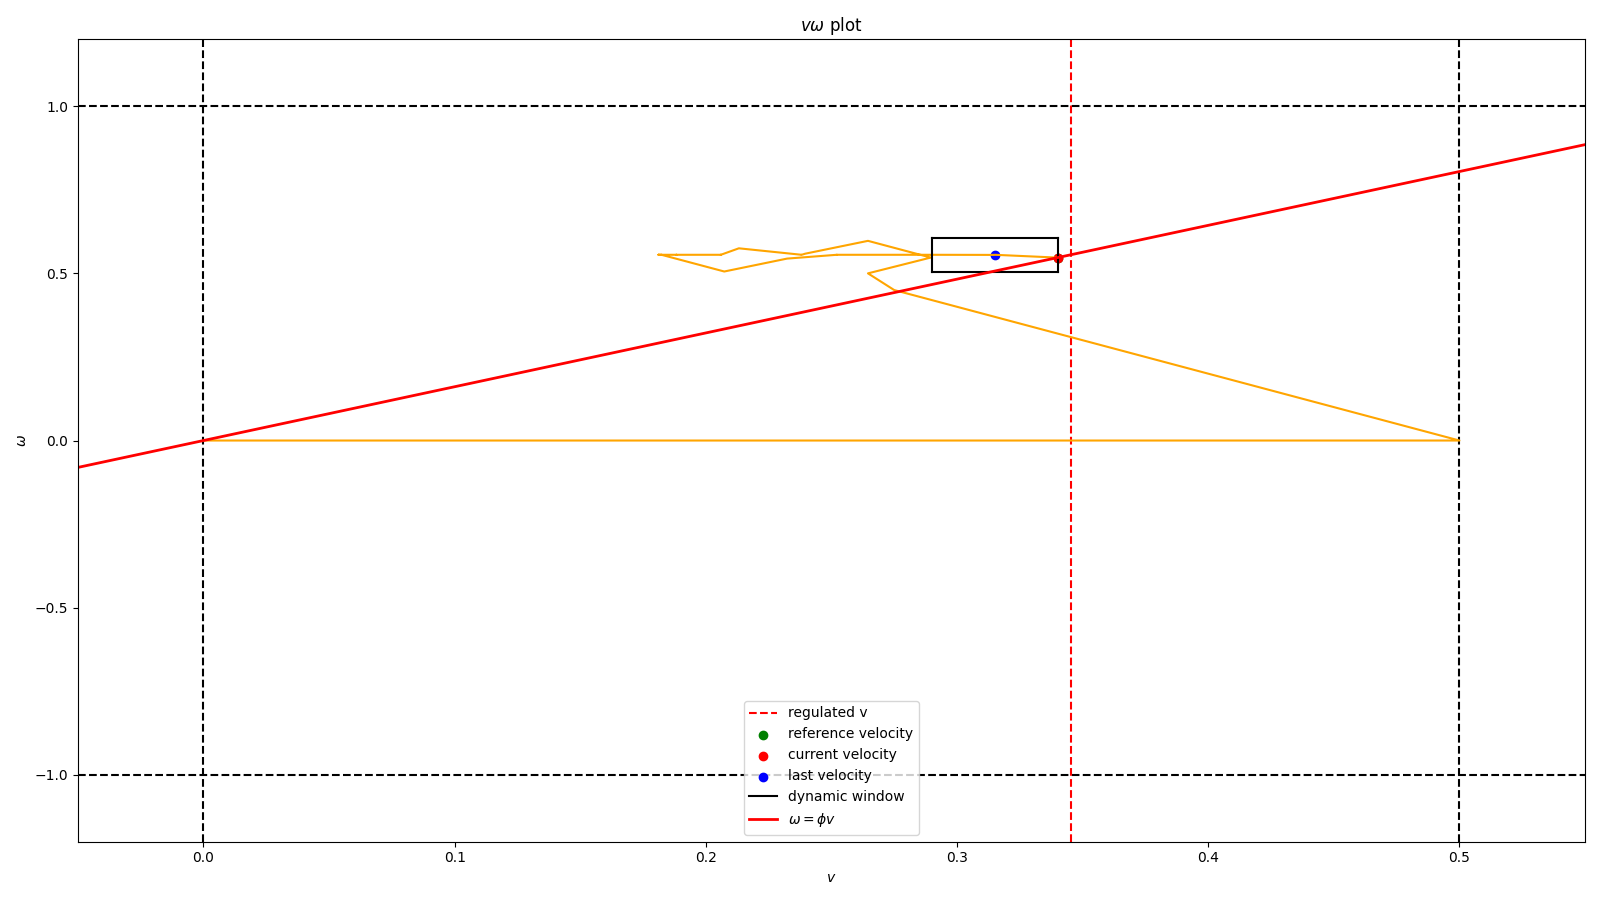 vω plot
1.0
0.5
0.0
−0.5
−1.0
ω
regulated v
reference velocity
current velocity
last velocity
dynamic window
ω = ϕv
0.0 0.1 0.2 0.3 0.4 0.5
v